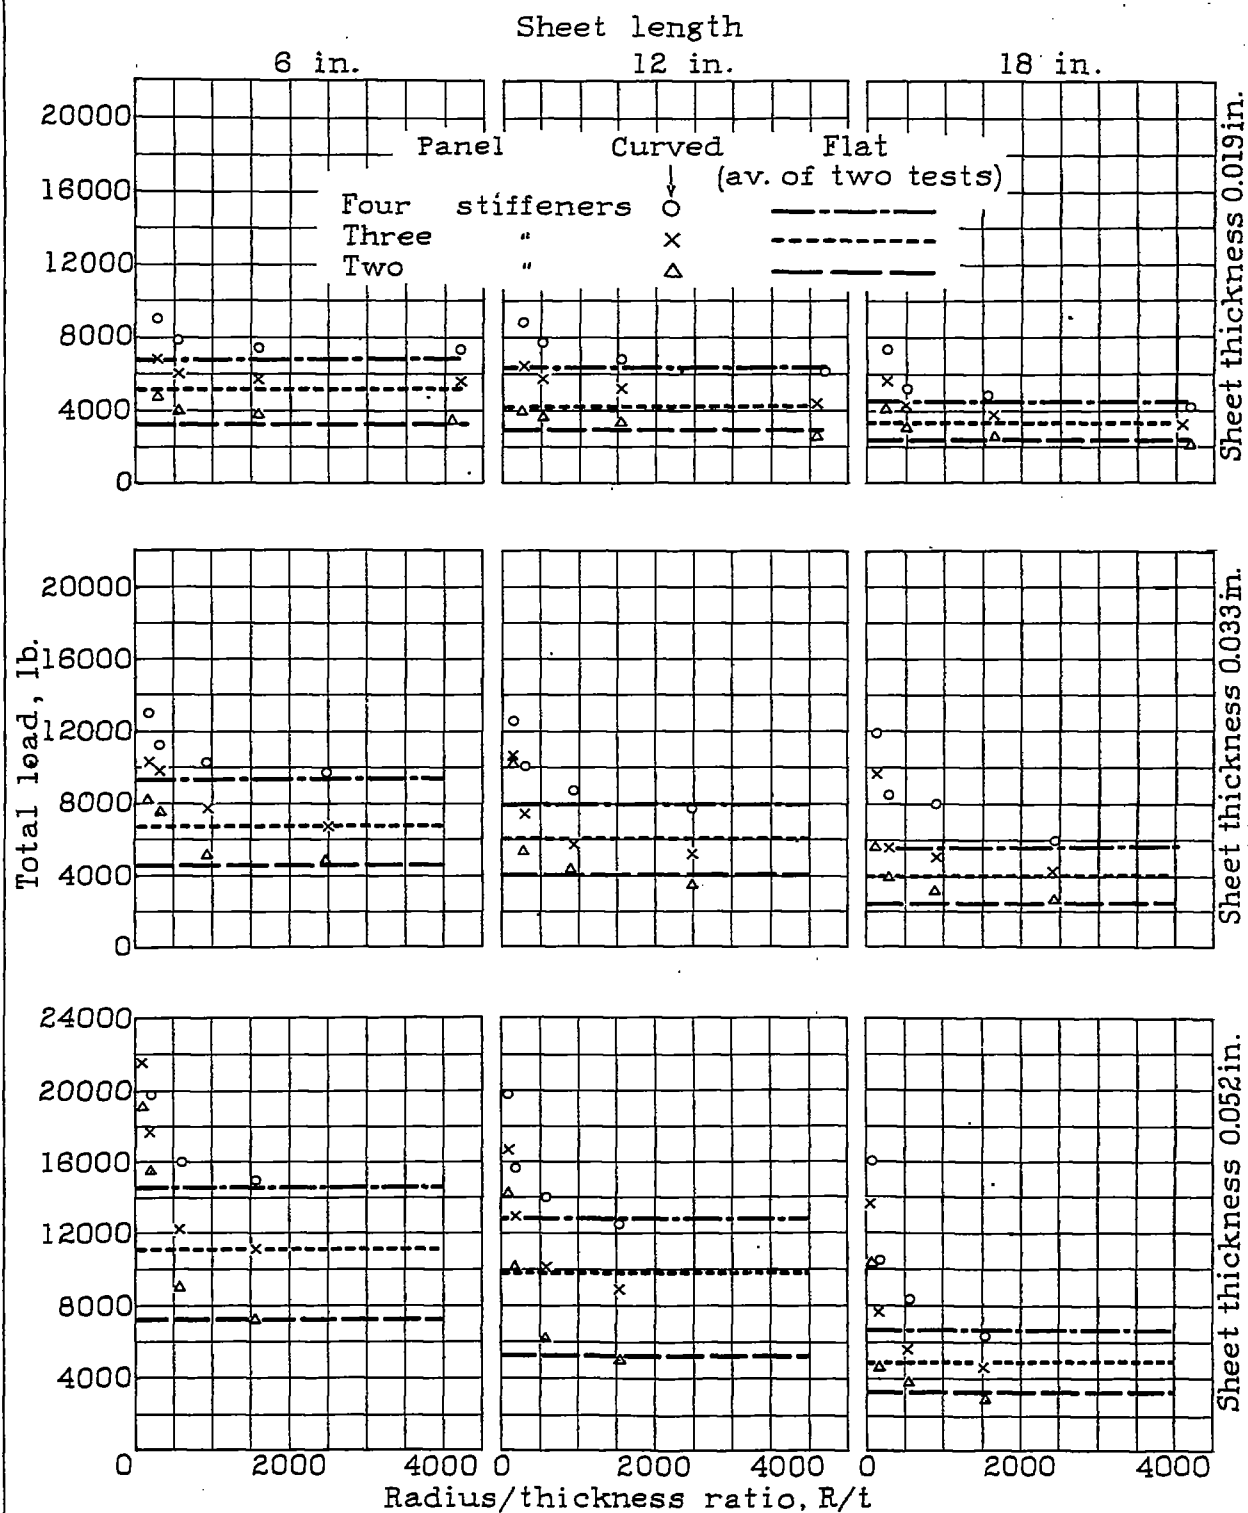 Sheet length
6 in. 12 in. 18 in.
20000
16000
12000
8000
4000
0
Panel Curved Flat
(av. of two tests)
Four stiffeners
Three "
Two "
Sheet thickness 0.019in.
20000
16000
12000
8000
4000
0
Total load, lb.
Sheet thickness 0.033in.
24000
20000
16000
12000
8000
4000
Sheet thickness 0.052in.
0 2000 4000 0 2000 4000 0 2000 4000
Radius/thickness ratio, R/t